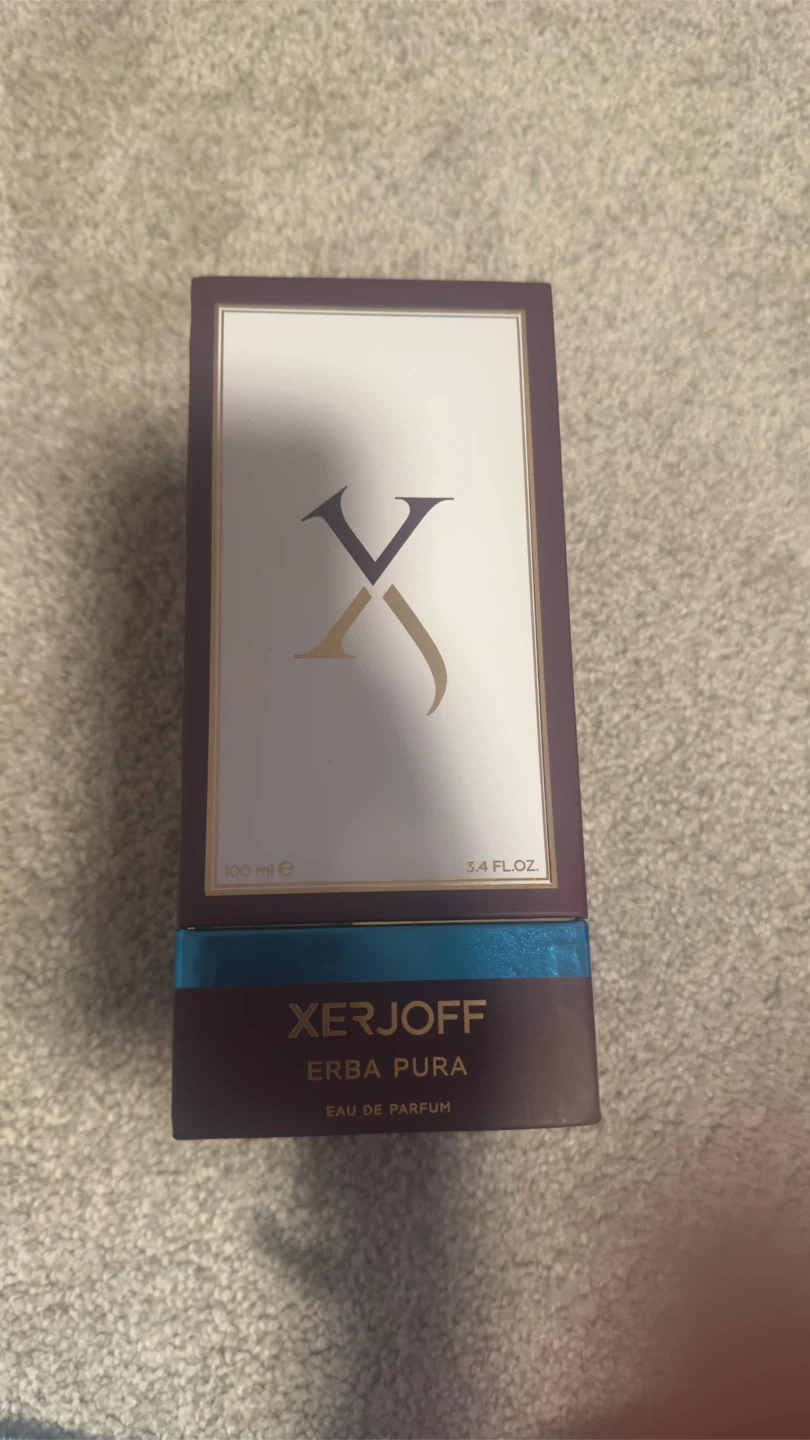 X
100 ml ℮
3.4 FL.OZ.
XERJOFF
ERBA PURA
EAU DE PARFUM